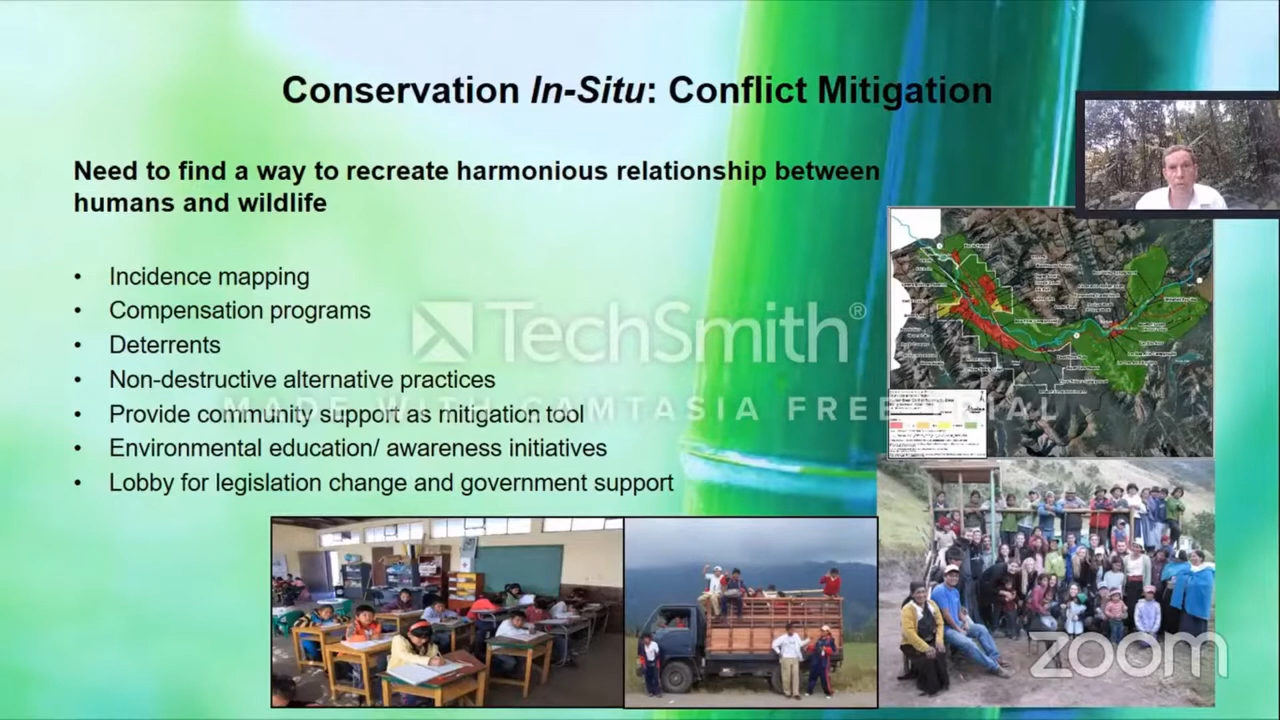 Conservation In-Situ: Conflict Mitigation
Need to find a way to recreate harmonious relationship between
humans and wildlife
• Incidence mapping
• Compensation programs
• Deterrents
• Non-destructive alternative practices
• Provide community support as mitigation tool
• Environmental education/ awareness initiatives
• Lobby for legislation change and government support
TechSmith®
MADE WITH CAMTASIA FREE TRIAL
zoom